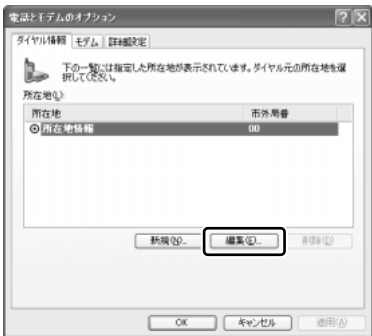 電話とモデムのオプション
ダイヤル情報 モデム 詳細設定
下の一覧には指定した所在地が表示されています。ダイヤル元の所在地を選
択してください。
所在地(L):
所在地 市外局番
所在地情報 00
新規(N)... 編集(E)... 削除(D)
OK キャンセル 適用(A)